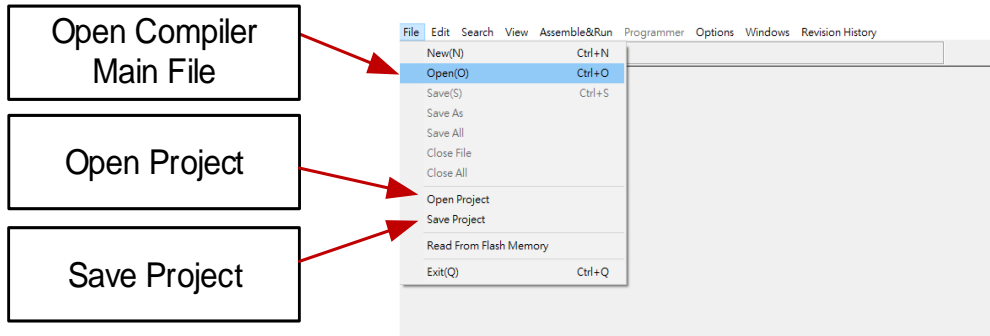 Open Compiler
Main File
Open Project
Save Project
File Edit Search View Assemble&Run Programmer Options Windows Revision History
New(N) Ctrl+N
Open(O) Ctrl+O
Save(S) Ctrl+S
Save As
Save All
Close File
Close All
Open Project
Save Project
Read From Flash Memory
Exit(Q) Ctrl+Q